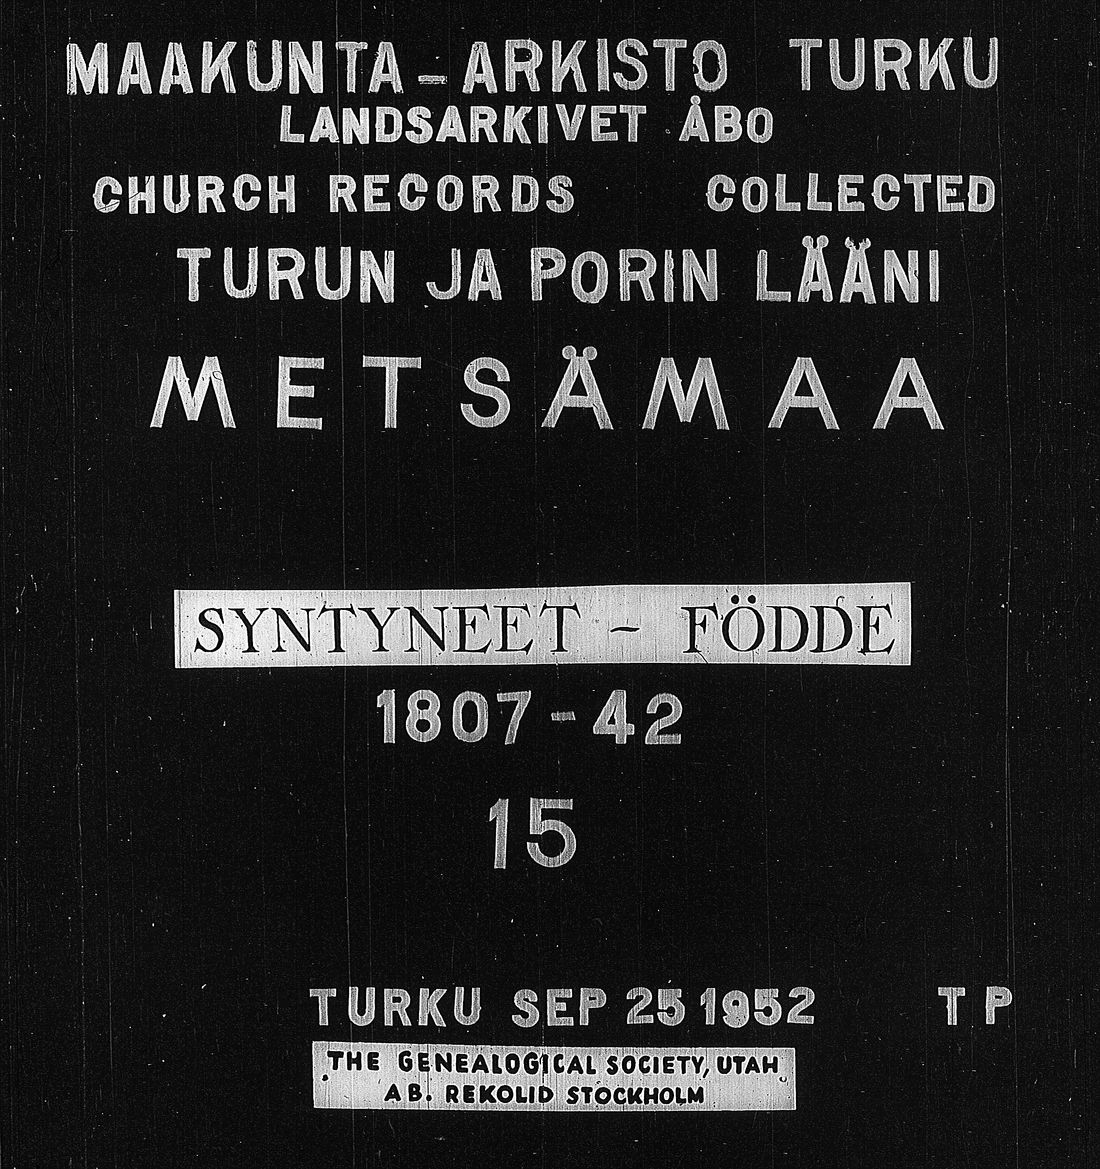 MAAKUNTA-ARKISTO TURKU
LANDSARKIVET ÅBO
CHURCH RECORDS COLLECTED
TURUN JA PORIN LÄÄNI
METSÄMAA
SYNTYNEET - FÖDDE
1807-42
15
TURKU SEP 25 1952 T P
THE GENEALOGICAL SOCIETY, UTAH
AB. REKOLID STOCKHOLM